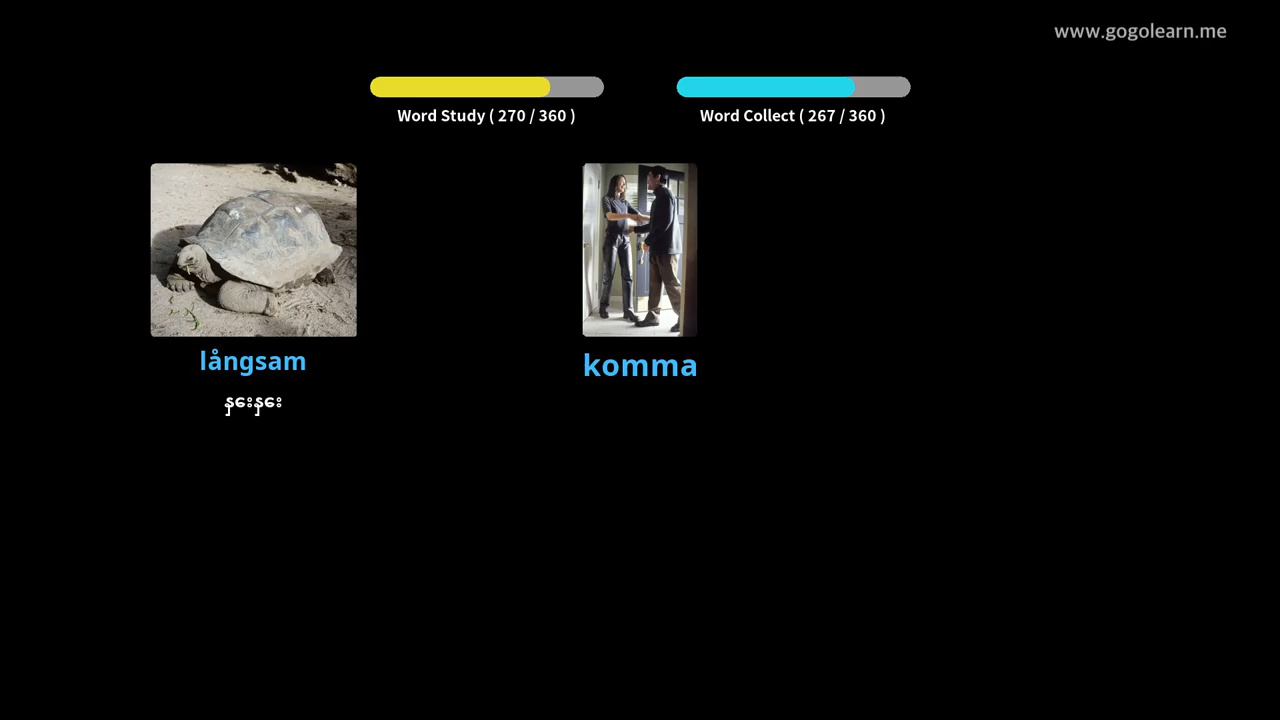 www.gogolearn.me
Word Study ( 270 / 360 )
Word Collect ( 267 / 360 )
långsam
komma
နှေးနှေး